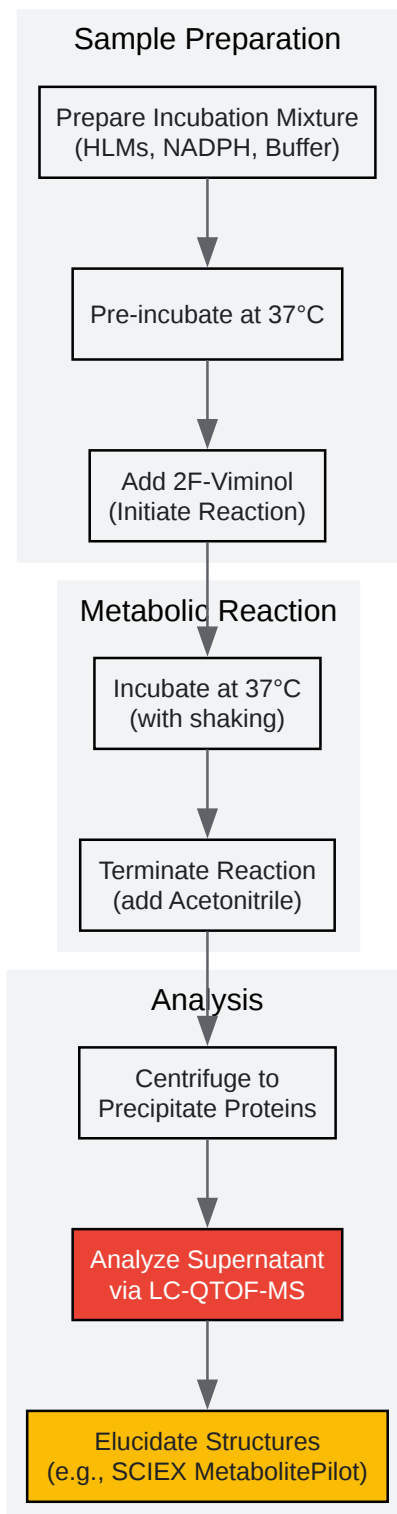 Sample Preparation
Prepare Incubation Mixture
(HLMs, NADPH, Buffer)
Pre-incubate at 37°C
Add 2F-Viminol
(Initiate Reaction)
Metabolic Reaction
Incubate at 37°C
(with shaking)
Terminate Reaction
(add Acetonitrile)
Analysis
Centrifuge to
Precipitate Proteins
Analyze Supernatant
via LC-QTOF-MS
Elucidate Structures
(e.g., SCIEX MetabolitePilot)